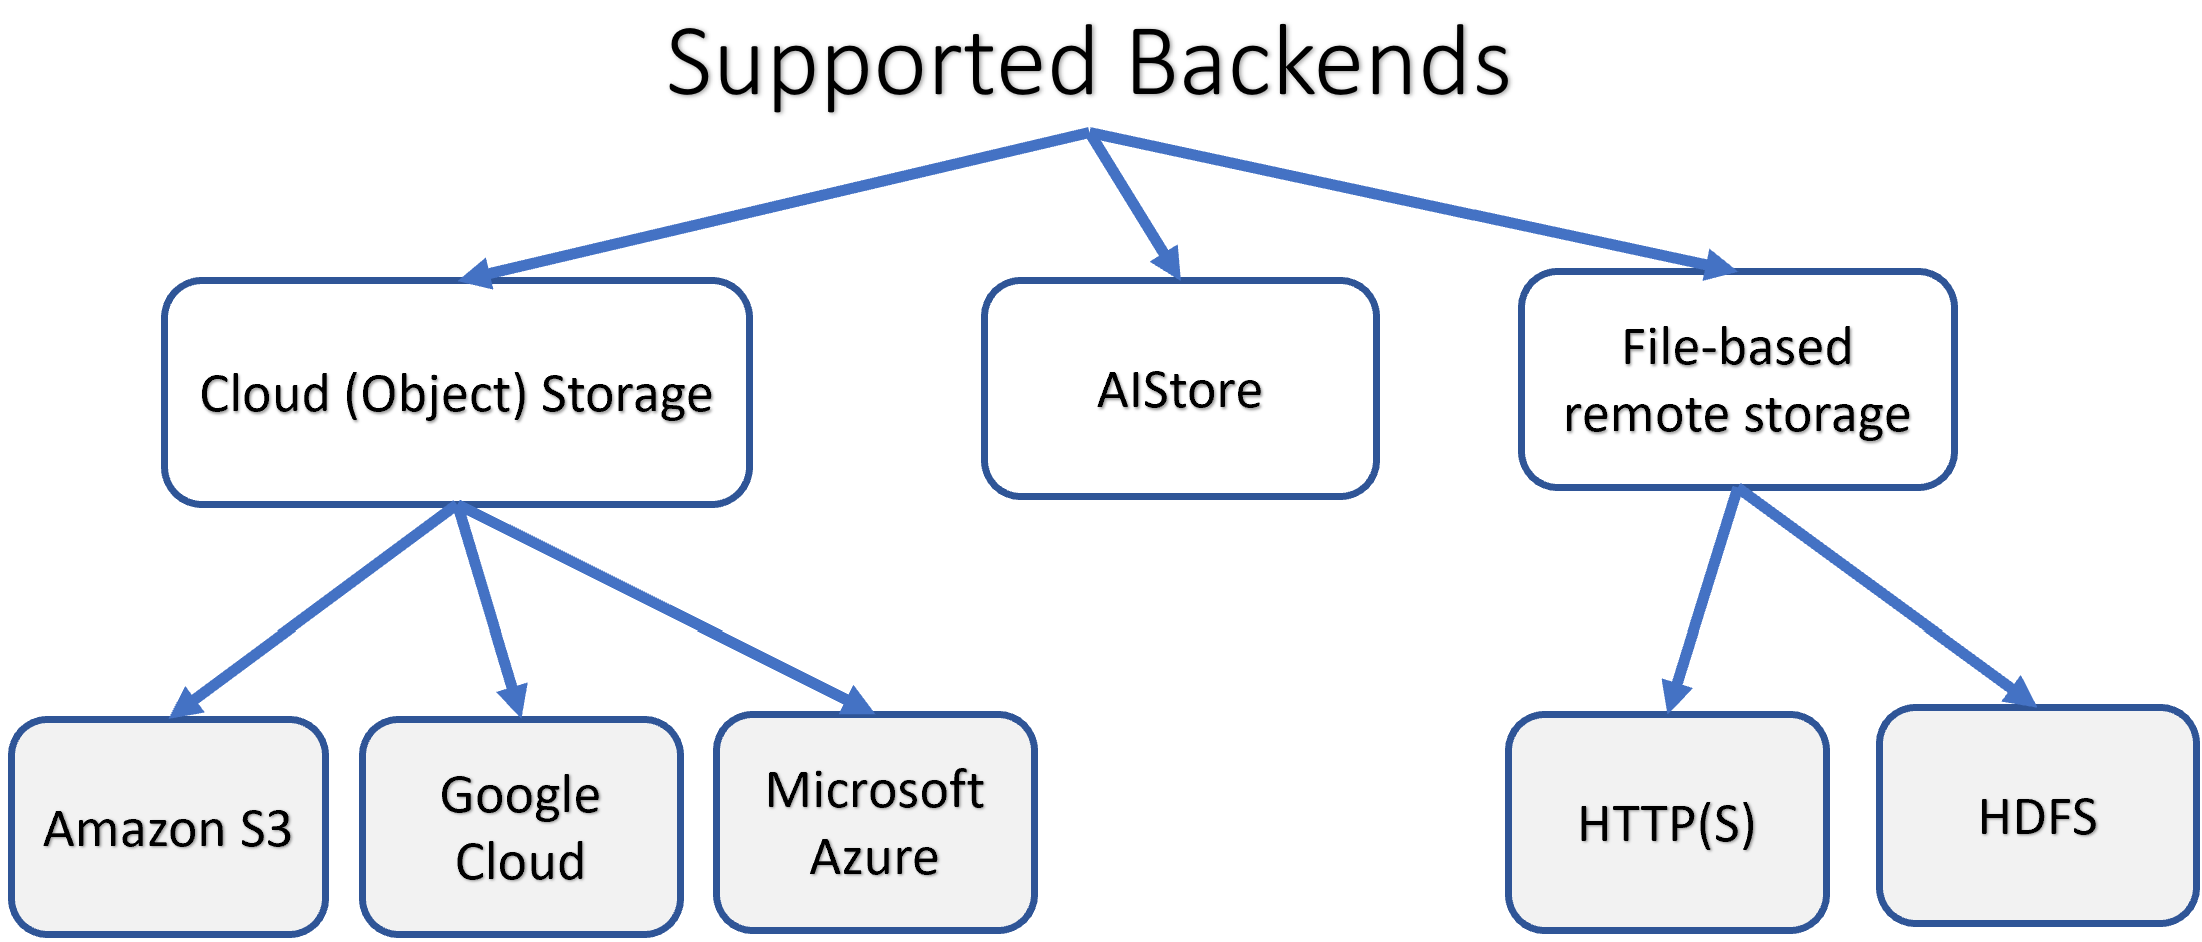 Supported Backends
Cloud (Object) Storage
AIStore
File-based
remote storage
Amazon S3
Google
Cloud
Microsoft
Azure
HTTP(S)
HDFS